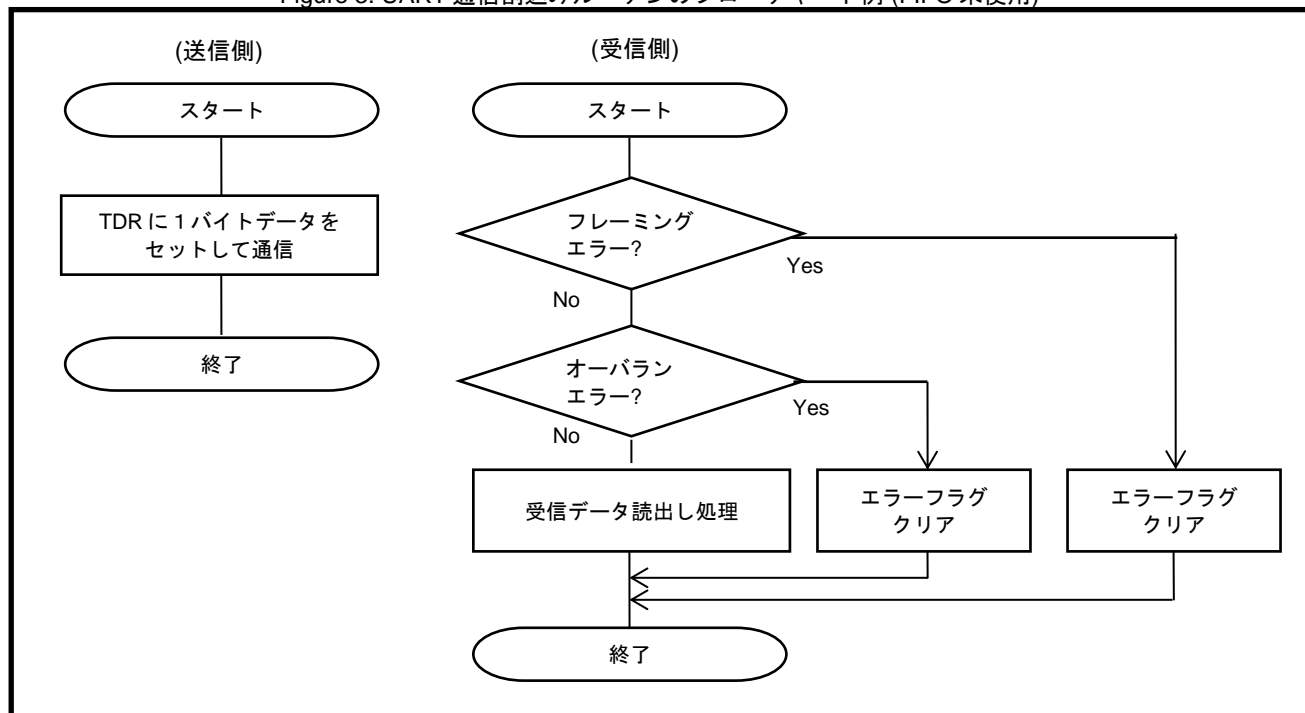 (送信側)
スタート
TDR に 1 バイトデータを
セットして通信
終了
(受信側)
スタート
フレーミング
エラー?
Yes
No
オーバラン
エラー?
Yes
No
受信データ読出し処理
エラーフラグ
クリア
エラーフラグ
クリア
終了